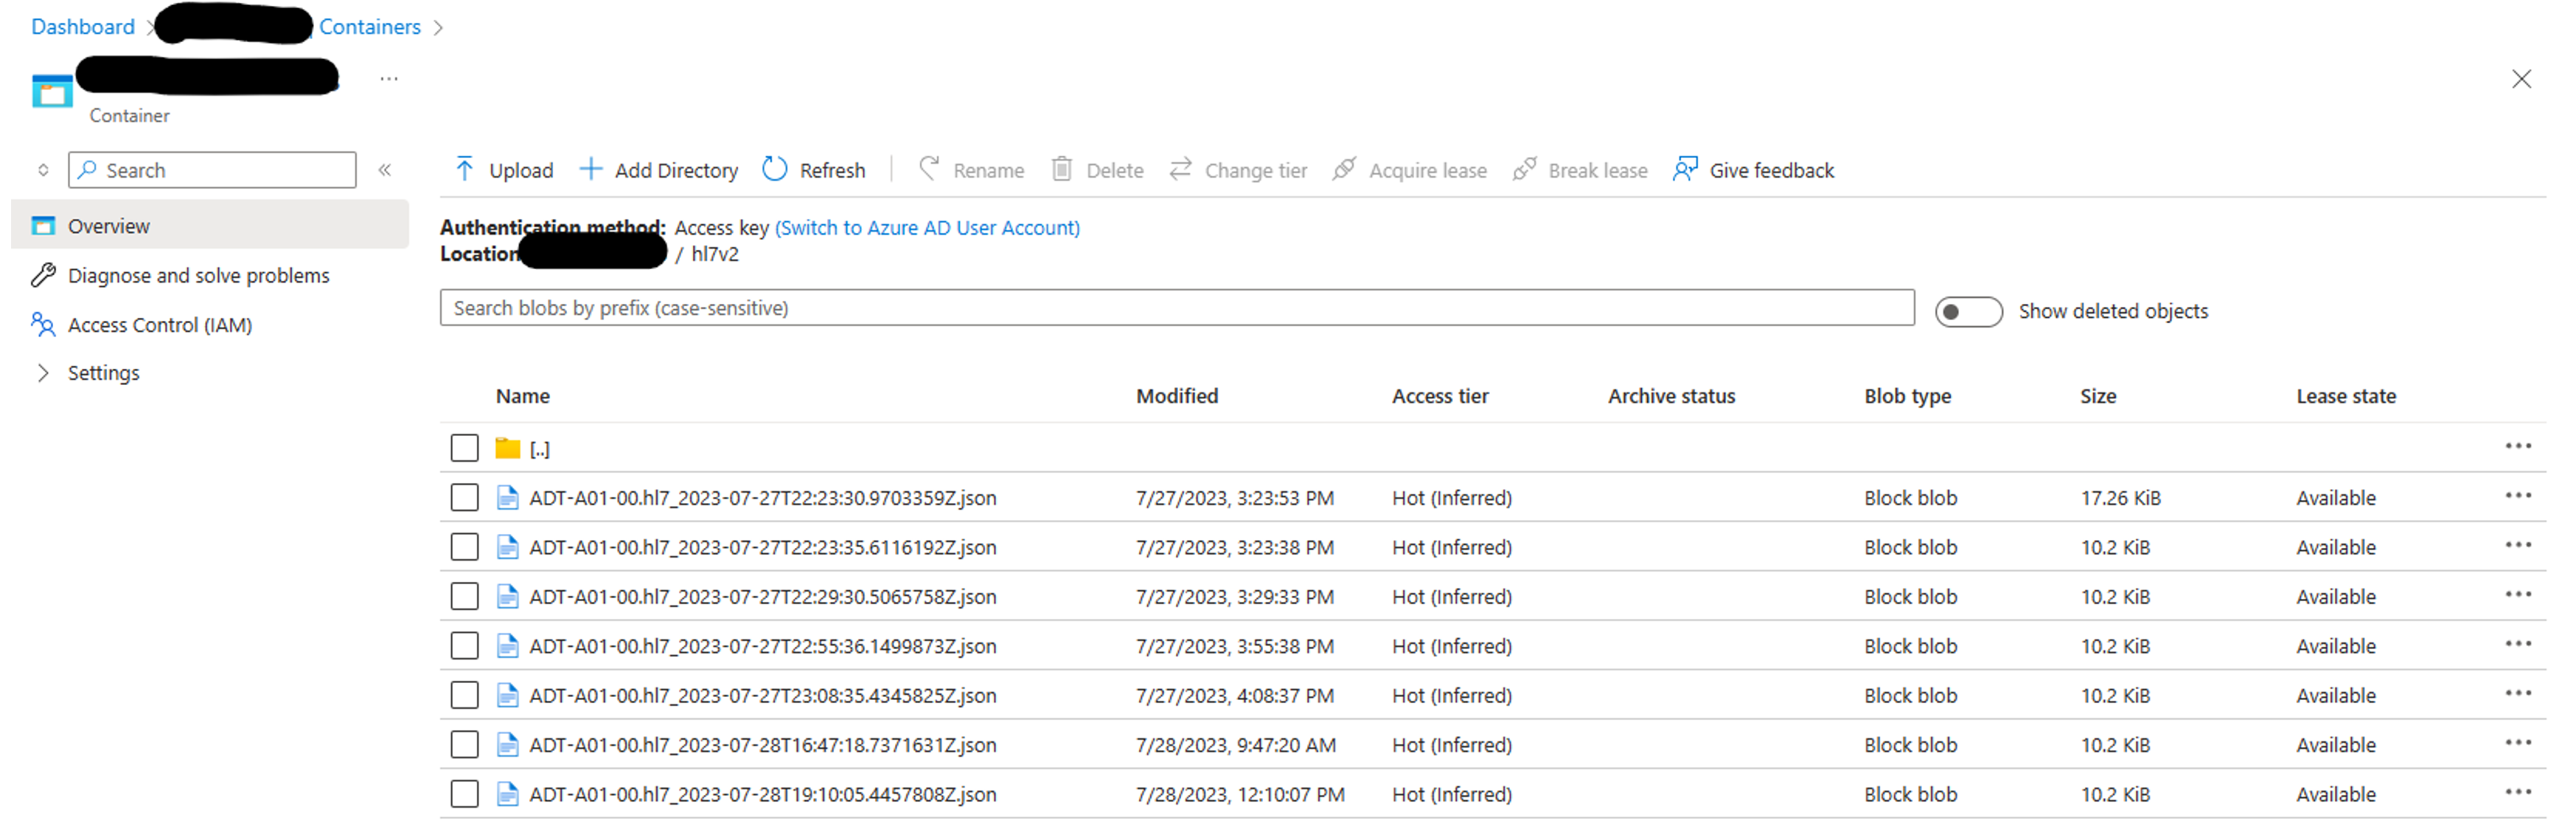 Dashboard > Containers >
...
Container
Search «
Upload Add Directory Refresh Rename Delete Change tier Acquire lease Break lease Give feedback
Overview
Diagnose and solve problems
Access Control (IAM)
Settings
Authentication method: Access key (Switch to Azure AD User Account)
Location / hl7v2
Search blobs by prefix (case-sensitive) Show deleted objects
Name Modified Access tier Archive status Blob type Size Lease state
[..] ...
ADT-A01-00.hl7_2023-07-27T22:23:30.9703359Z.json 7/27/2023, 3:23:53 PM Hot (Inferred) Block blob 17.26 KiB Available ...
ADT-A01-00.hl7_2023-07-27T22:23:35.6116192Z.json 7/27/2023, 3:23:38 PM Hot (Inferred) Block blob 10.2 KiB Available ...
ADT-A01-00.hl7_2023-07-27T22:29:30.5065758Z.json 7/27/2023, 3:29:33 PM Hot (Inferred) Block blob 10.2 KiB Available ...
ADT-A01-00.hl7_2023-07-27T22:55:36.1499873Z.json 7/27/2023, 3:55:38 PM Hot (Inferred) Block blob 10.2 KiB Available ...
ADT-A01-00.hl7_2023-07-27T23:08:35.4345825Z.json 7/27/2023, 4:08:37 PM Hot (Inferred) Block blob 10.2 KiB Available ...
ADT-A01-00.hl7_2023-07-28T16:47:18.7371631Z.json 7/28/2023, 9:47:20 AM Hot (Inferred) Block blob 10.2 KiB Available ...
ADT-A01-00.hl7_2023-07-28T19:10:05.4457808Z.json 7/28/2023, 12:10:07 PM Hot (Inferred) Block blob 10.2 KiB Available ...